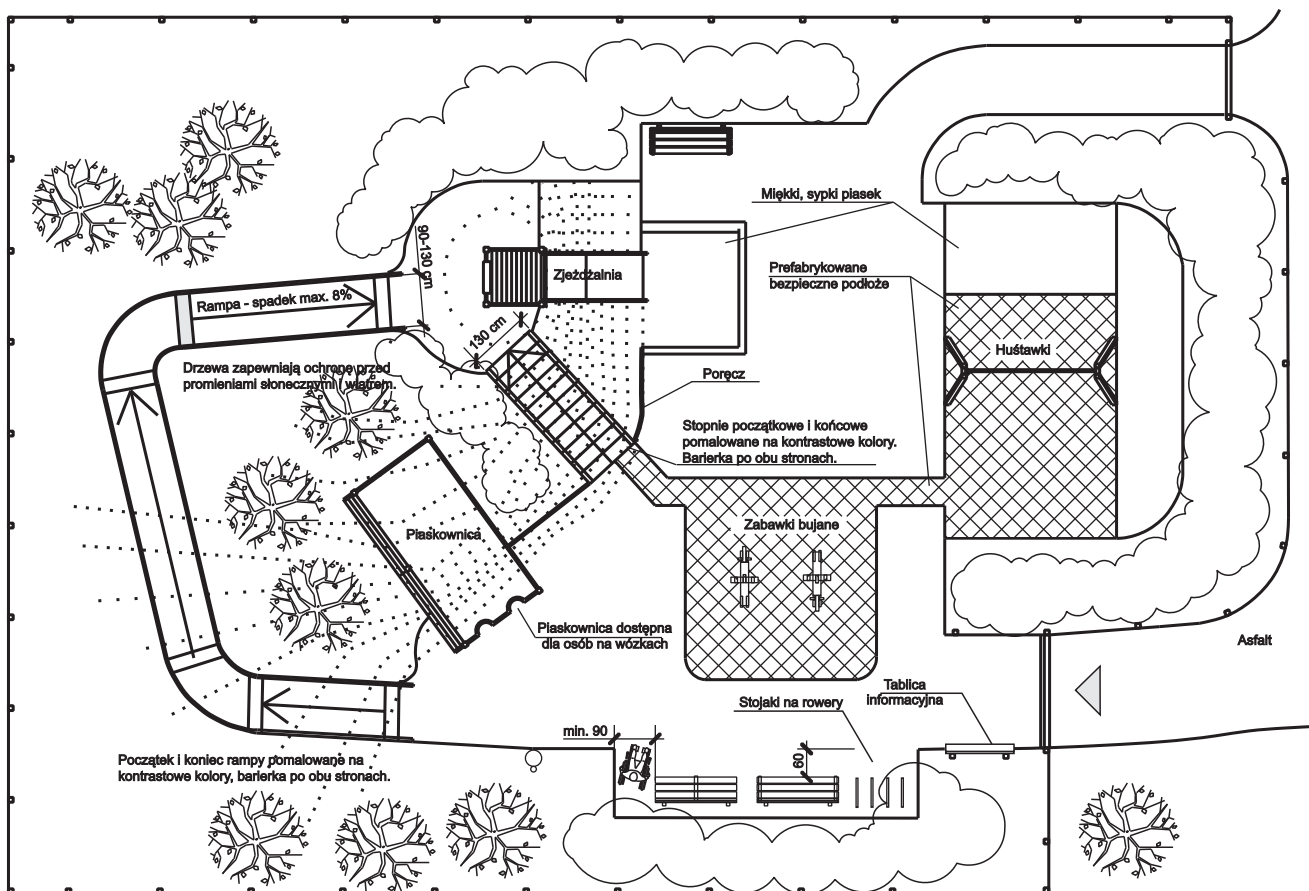 Miękki, sypki piasek
90-130 cm
Zjeżdżalnia
Prefabrykowane
bezpieczne podłoże
Rampa - spadek max. 8%
130 cm
Huśtawki
Drzewa zapewniają ochronę przed
promieniami słonecznymi i wiatrem.
Poręcz
Stopnie początkowe i końcowe
pomalowane na kontrastowe kolory.
Barierka po obu stronach.
Piaskownica
Zabawki bujane
Piaskownica dostępna
dla osób na wózkach
Asfalt
Tablica
informacyjna
Stojaki na rowery
min. 90
60
Początek i koniec rampy pomalowane na
kontrastowe kolory, barierka po obu stronach.